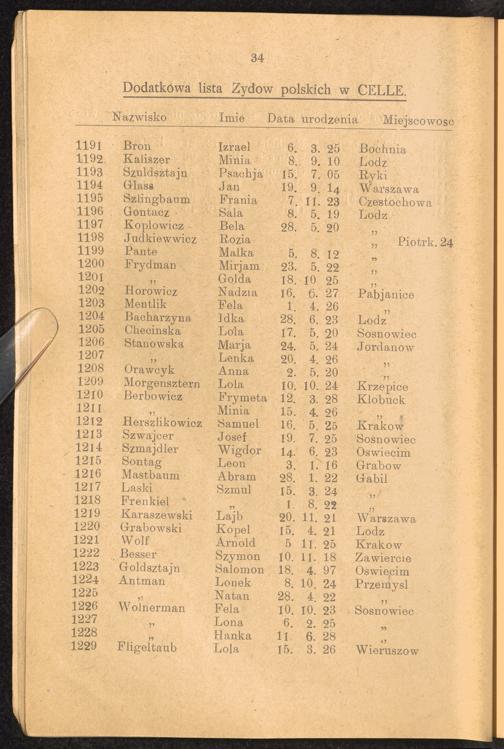 34
Dodatkówa lista Zydow polskich w CELLE.
Nazwisko Imie Data urodzenia Miejscowosc
1191 Bron Izrael 6. 3. 25 Bochnia
1192 Kaliszer Minia 8. 9. 10 Lodz
1193 Szuldsztajn Psachja 15. 7. 05 Ryki
1194 Glass Jan 19. 9. 14 Warszawa
1195 Szlingbaum Frania 7. 11. 23 Częstochowa
1196 Gontacz Sala 8. 5. 19 Lodz
1197 Koplowicz Bela 28. 5. 20 „
1198 Judkiewwicz Rozia „ Piotrk. 24
1199 Pante Malka 5. 8. 12 „
1200 Frydman Mirjam 23. 5. 22 „
1201 „ Golda 18. 10 25 „
1202 Horowicz Nadzia 16. 6. 27 Pabjanice
1203 Mentlik Fela 1. 4. 26 „
1204 Bacharzyna Idka 28. 6. 23 Lodz
1205 Checinska Lola 17. 5. 20 Sosnowiec
1206 Stanowska Marja 24. 5. 24 Jordanow
1207 „ Lenka 20. 4. 26 „
1208 Orawcyk Anna 2. 5. 20 „
1209 Morgensztern Lola 10. 10. 24 Krzepice
1210 Berbowicz Frymeta 12. 3. 28 Klobuck
1211 „ Minia 15. 4. 26 „
1212 Herszlikowicz Samuel 16. 5. 25 Krakow
1213 Szwajcer Josef 19. 7. 25 Sosnowiec
1214 Szmajdler Wigdor 14. 6. 23 Oswiecim
1215 Sontag Leon 3. 1. 16 Grabow
1216 Mastbaum Abram 28. 1. 22 Gabil
1217 Laski Szmul 15. 3. 24 „
1218 Frenkiel „ 1 8. 22 „
1219 Karaszewski Lajb 20. 11. 21 Warszawa
1220 Grabowski Kopel 15. 4. 21 Lodz
1221 Wolf Arnold 5 11. 25 Krakow
1222 Besser Szymon 10. 11. 18 Zawiercie
1223 Goldsztajn Salomon 18. 4. 97 Oswięcim
1224 Antman Lonek 8. 10. 24 Przemysl
1225 „ Natan 28. 4. 22 „
1226 Wolnerman Fela 10. 10. 23 Sosnowiec
1227 „ Lona 6. 2. 25 „
1228 „ Hanka 11 6. 28 „
1229 Fligeltaub Lola 15. 3. 26 Wieruszow